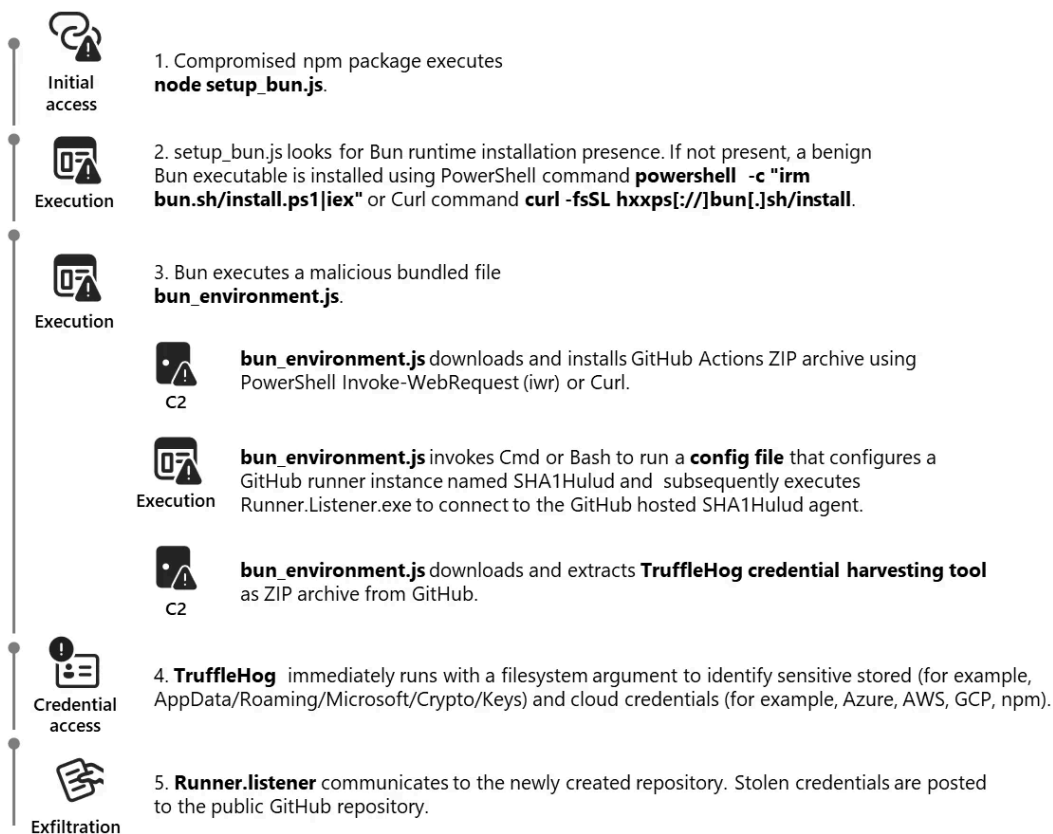 Initial
access
1. Compromised npm package executes
node setup_bun.js.
Execution
2. setup_bun.js looks for Bun runtime installation presence. If not present, a benign
Bun executable is installed using PowerShell command powershell -c "irm
bun.sh/install.ps1|iex" or Curl command curl -fsSL hxxps[://]bun[.]sh/install.
Execution
3. Bun executes a malicious bundled file
bun_environment.js.
C2
bun_environment.js downloads and installs GitHub Actions ZIP archive using
PowerShell Invoke-WebRequest (iwr) or Curl.
Execution
bun_environment.js invokes Cmd or Bash to run a config file that configures a
GitHub runner instance named SHA1Hulud and subsequently executes
Runner.Listener.exe to connect to the GitHub hosted SHA1Hulud agent.
C2
bun_environment.js downloads and extracts TruffleHog credential harvesting tool
as ZIP archive from GitHub.
Credential
access
4. TruffleHog immediately runs with a filesystem argument to identify sensitive stored (for example,
AppData/Roaming/Microsoft/Crypto/Keys) and cloud credentials (for example, Azure, AWS, GCP, npm).
Exfiltration
5. Runner.listener communicates to the newly created repository. Stolen credentials are posted
to the public GitHub repository.